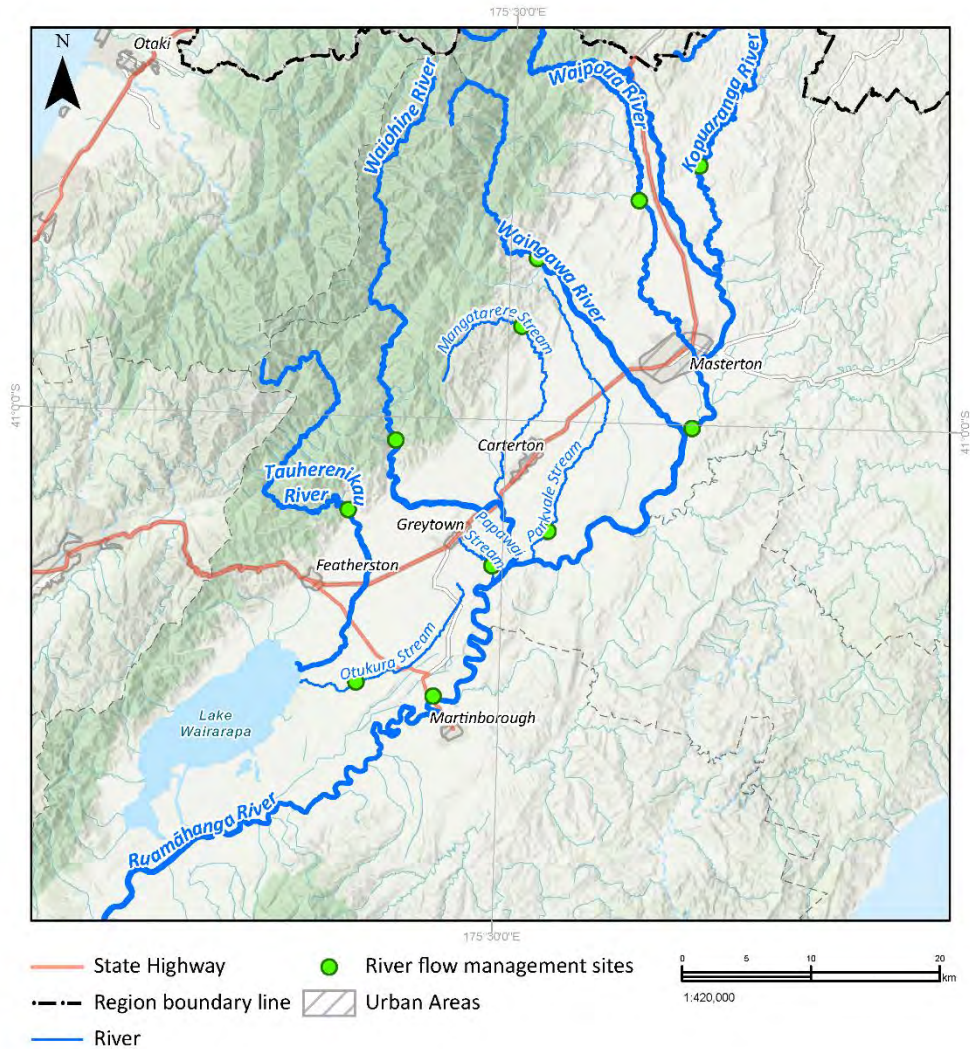 175°30'0"E
N
Otaki
Waiohine River
Waipoua River
Kopuaranga River
Waingawa River
Mangatarere Stream
Masterton
41°0'0"S
41°0'0"S
Carterton
Parkvale Stream
Tauherenikau
River
Greytown
Papawai
Stream
Featherston
Otukura Stream
Lake
Wairarapa
Martinborough
Ruamāhanga River
175°30'0"E
State Highway
River flow management sites
0 5 10 20
km
1:420,000
Region boundary line
Urban Areas
River